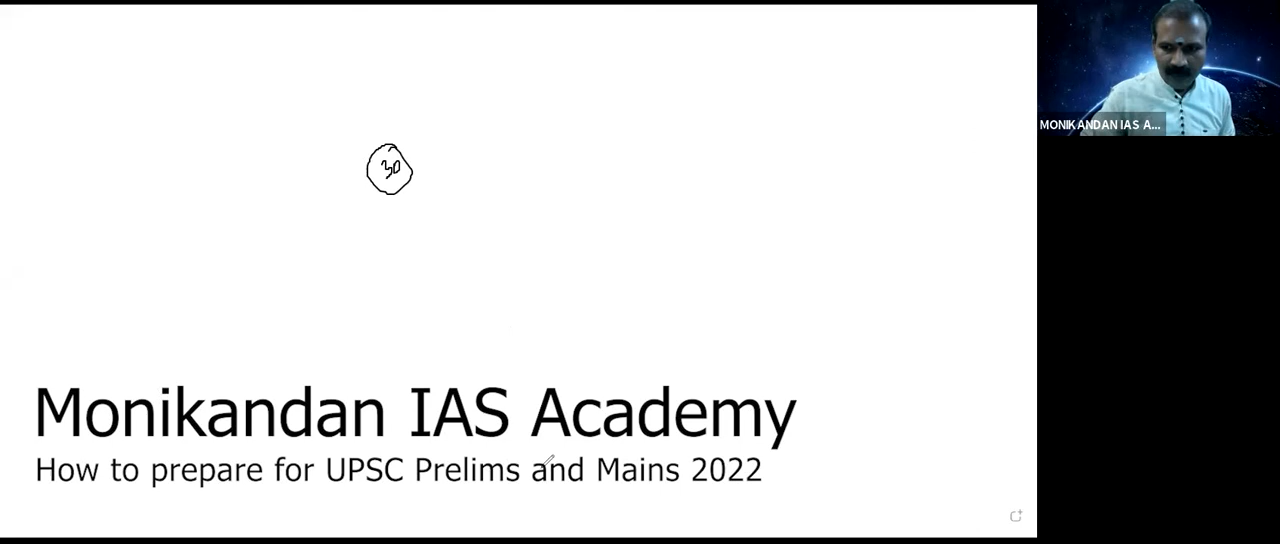 30
MONIKANDAN IAS A...
Monikandan IAS Academy
How to prepare for UPSC Prelims and Mains 2022